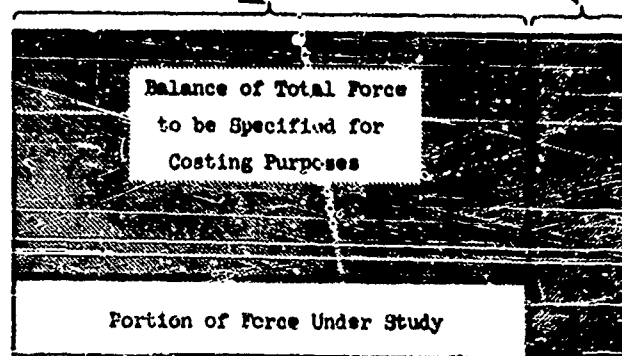 Balance of Total Force
to be Specified for
Costing Purposes
Portion of Force Under Study